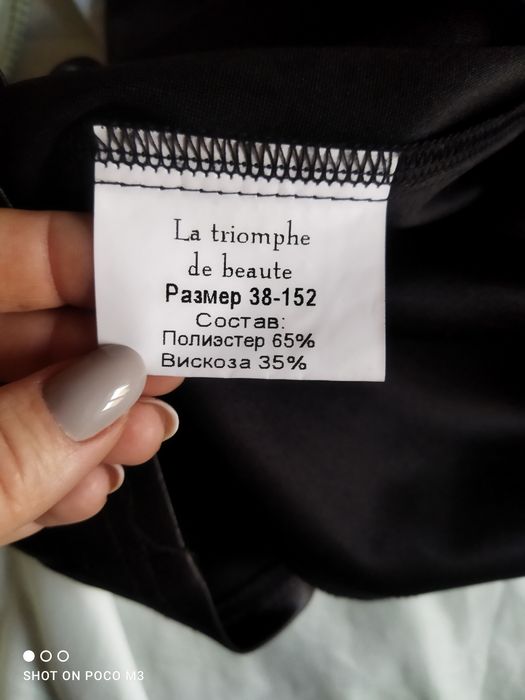 La triomphe
de beaute
Размер 38-152
Состав:
Полиэстер 65%
Вискоза 35%
SHOT ON POCO M3